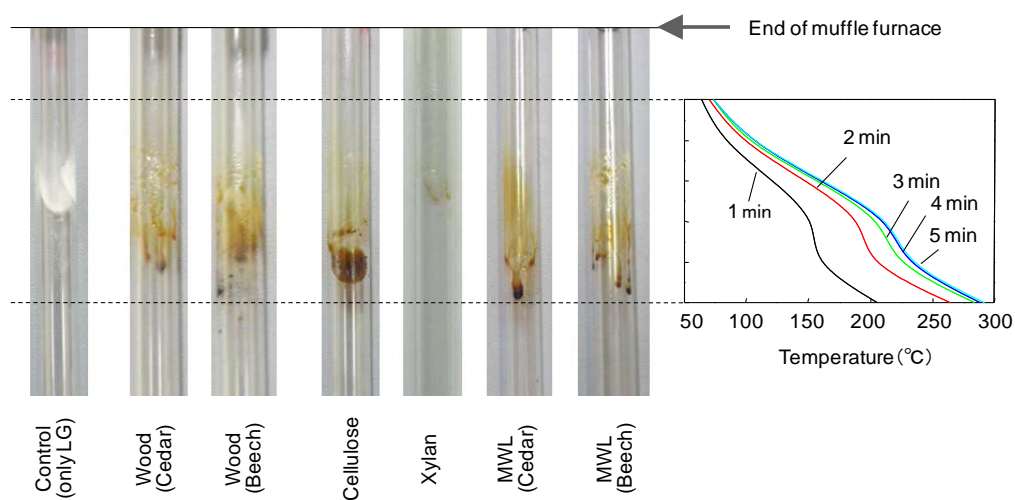 End of muffle furnace
2 min
3 min
4 min
1 min
5 min
50 100 150 200 250 300
Temperature (℃)
Control
(only LG)
Wood
(Cedar)
Wood
(Beech)
Cellulose
Xylan
MWL
(Cedar)
MWL
(Beech)